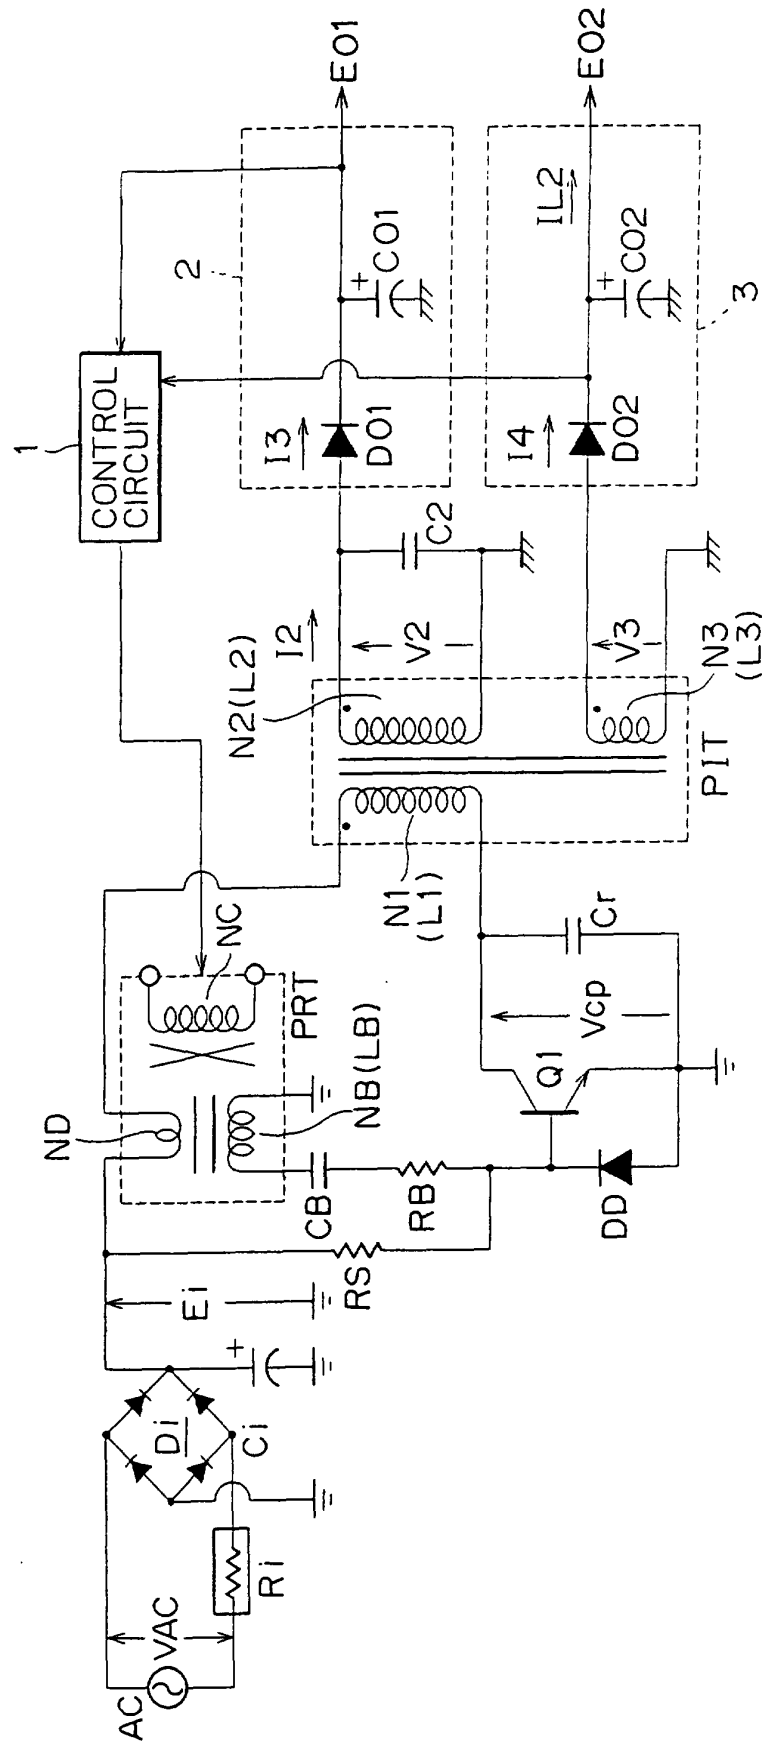 1
CONTROL
CIRCUIT
2
EO1
EO2
+
CO1
IL2
+
CO2
3
I3
DO1
I4
DO2
C2
I2
V2
V3
N2(L2)
N3
(L3)
PIT
N1
(L1)
NC
PRT
ND
NB(LB)
Cr
Vcp
Q1
CB
RB
DD
RS
Ei
+
Di
Ci
Ri
VAC
AC